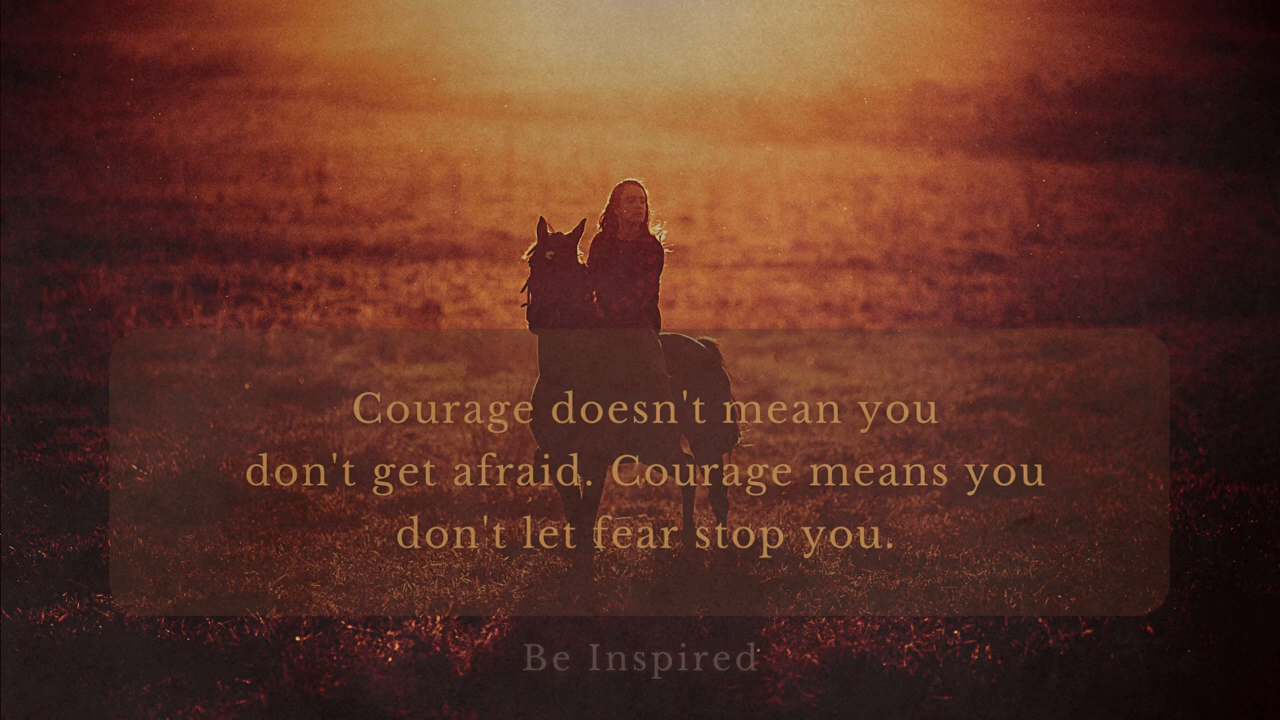 Courage doesn't mean you
don't get afraid. Courage means you
don't let fear stop you.
Be Inspired